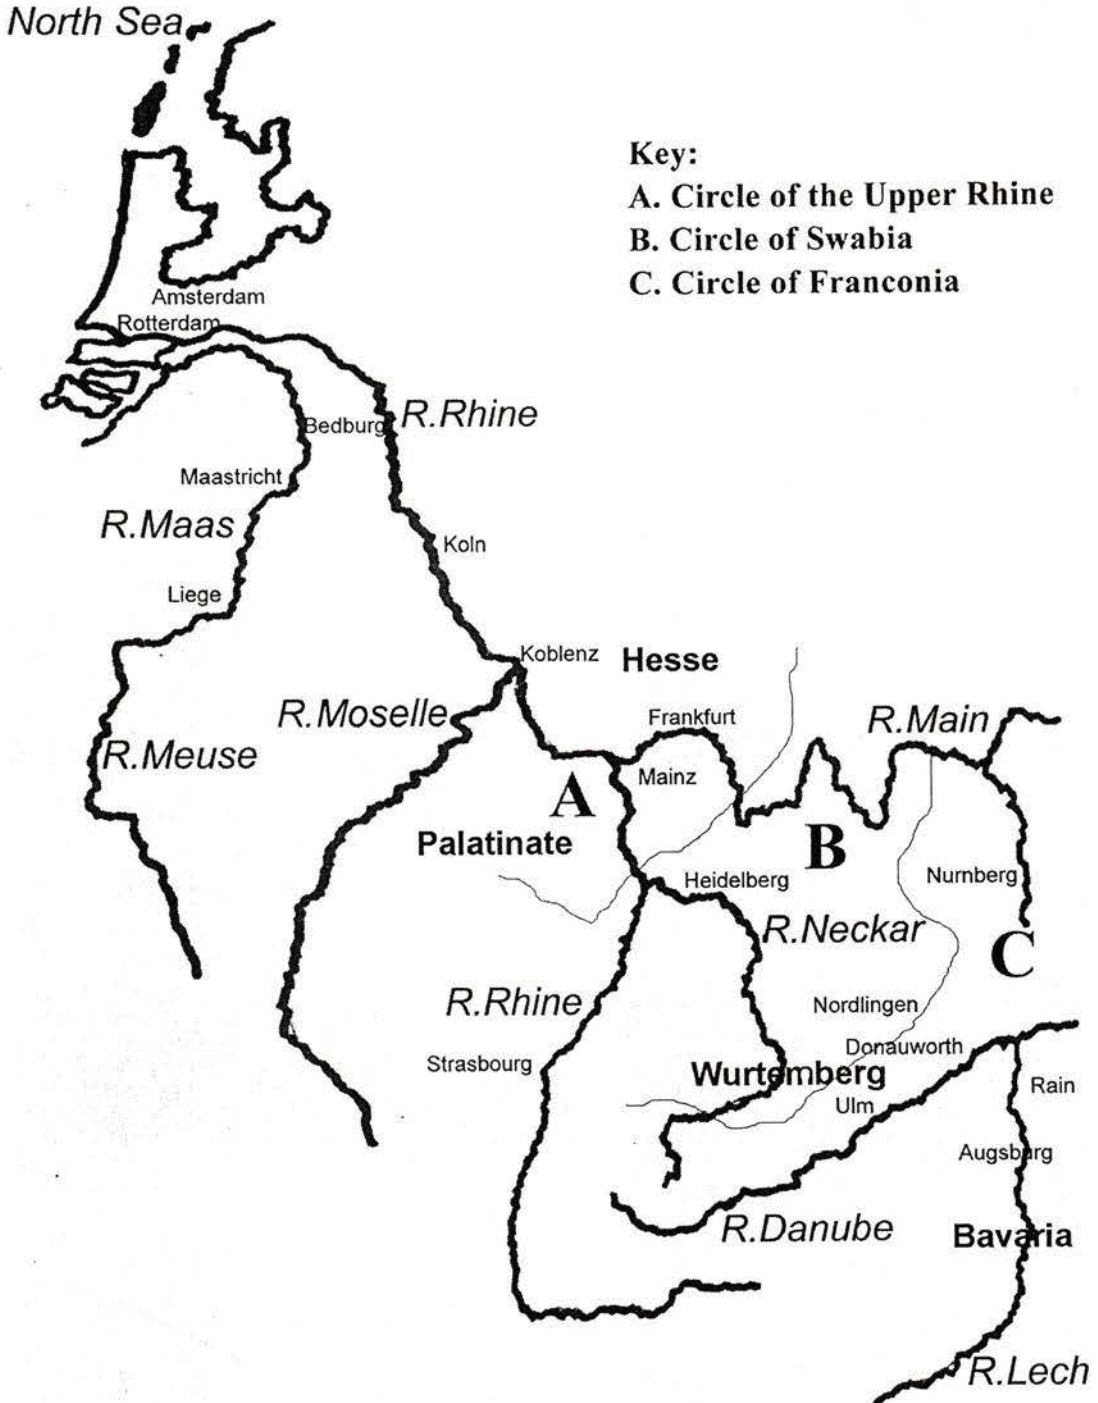 North Sea
Key:
A. Circle of the Upper Rhine
B. Circle of Swabia
C. Circle of Franconia
Amsterdam
Rotterdam
R.Rhine
Bedburg
Maastricht
R.Maas
Koln
Liege
Koblenz
Hesse
R.Moselle
Frankfurt
R.Main
R.Meuse
Mainz
A
Palatinate
B
Heidelberg
Nurnberg
R.Neckar
C
R.Rhine
Nordlingen
Donauworth
Strasbourg
Wurtemberg
Rain
Ulm
Augsburg
R.Danube
Bavaria
R.Lech